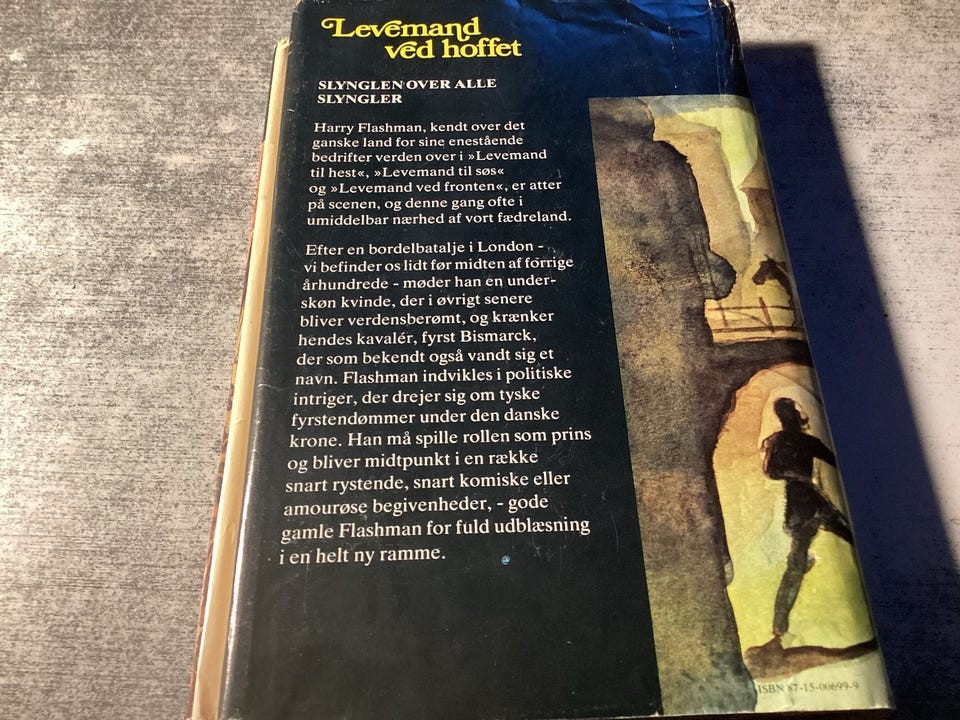 Levemand
ved hoffet
SLYNGLEN OVER ALLE
SLYNGLER
Harry Flashman, kendt over det
ganske land for sine enestående
bedrifter verden over i »Levemand
til hest«, »Levemand til søs«
og »Levemand ved fronten«, er atter
på scenen, og denne gang ofte i
umiddelbar nærhed af vort fædreland.
Efter en bordelbatalje i London -
vi befinder os lidt før midten af forrige
århundrede - møder han en under-
skøn kvinde, der i øvrigt senere
bliver verdensberømt, og krænker
hendes kavalér, fyrst Bismarck,
der som bekendt også vandt sig et
navn. Flashman indvikles i politiske
intriger, der drejer sig om tyske
fyrstendømmer under den danske
krone. Han må spille rollen som prins
og bliver midtpunkt i en række
snart rystende, snart komiske eller
amourøse begivenheder, - gode
gamle Flashman for fuld udblæsning
i en helt ny ramme.
ISBN 87-15-00699-9